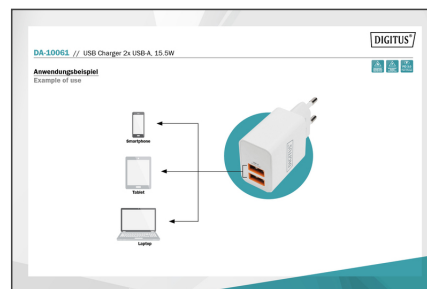 DIGITUS®
DA-10061 // USB Charger 2x USB-A, 15.5W
Anwendungsbeispiel
Example of use
Smartphone
Tablet
Laptop